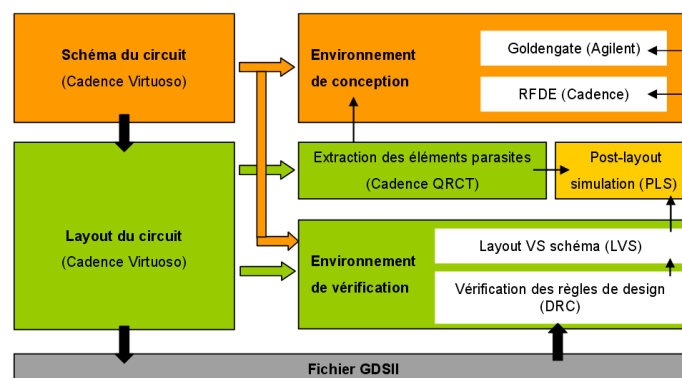 Schéma du circuit
(Cadence Virtuoso)
Environnement
de conception
Goldengate (Agilent)
RFDE (Cadence)
Extraction des éléments parasites
(Cadence QRCT)
Post-layout
simulation (PLS)
Layout du circuit
(Cadence Virtuoso)
Environnement
de vérification
Layout VS schéma (LVS)
Vérification des règles de design
(DRC)
Fichier GDSII